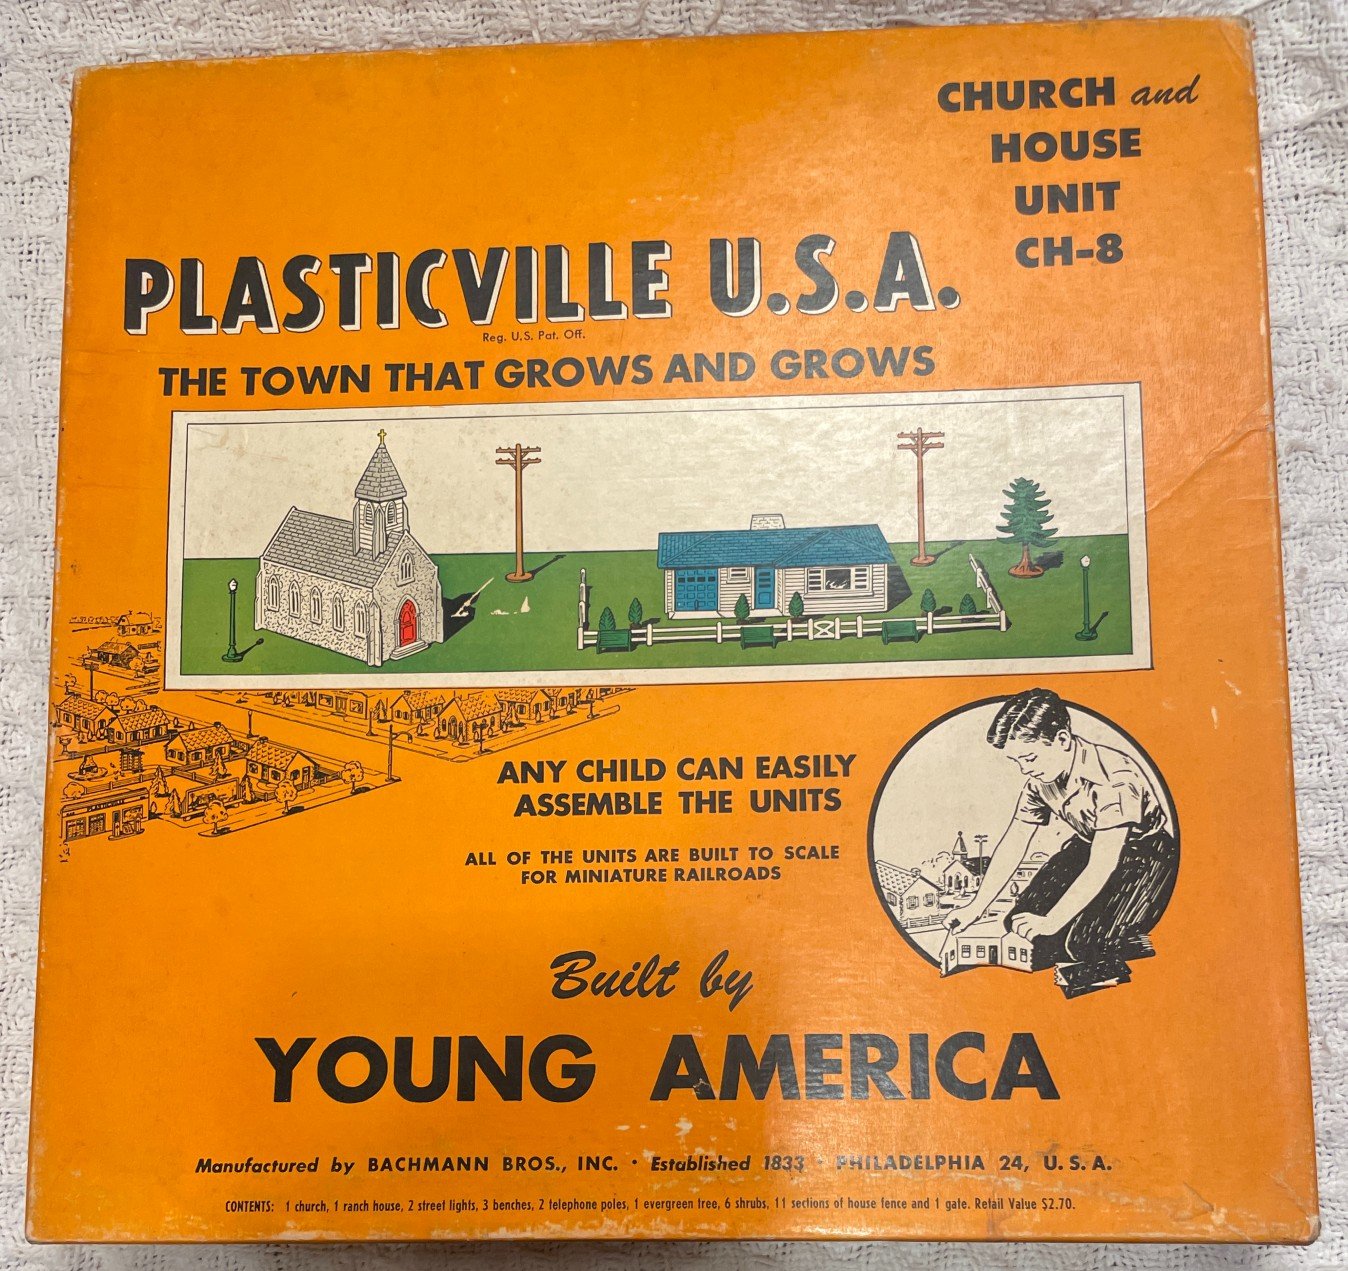 CHURCH and
HOUSE
UNIT
CH-8
PLASTICVILLE U.S.A.
Reg. U.S. Pat. Off.
THE TOWN THAT GROWS AND GROWS
ANY CHILD CAN EASILY
ASSEMBLE THE UNITS
ALL OF THE UNITS ARE BUILT TO SCALE
FOR MINIATURE RAILROADS
Built by
YOUNG AMERICA
Manufactured by BACHMANN BROS., INC. • Established 1833 • PHILADELPHIA 24, U.S.A.
CONTENTS: 1 church, 1 ranch house, 2 street lights, 3 benches, 2 telephone poles, 1 evergreen tree, 6 shrubs, 11 sections of house fence and 1 gate. Retail Value $2.70.